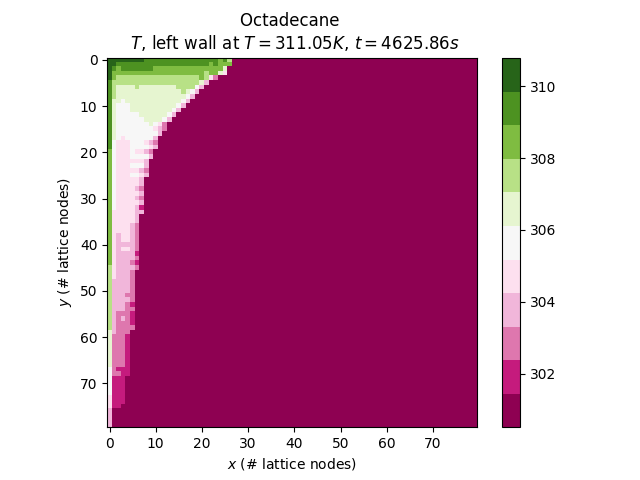 Octadecane
T, left wall at T = 311.05K, t = 4625.86s
0
10
20
30
40
50
60
70
y (# lattice nodes)
0 10 20 30 40 50 60 70
x (# lattice nodes)
310
308
306
304
302